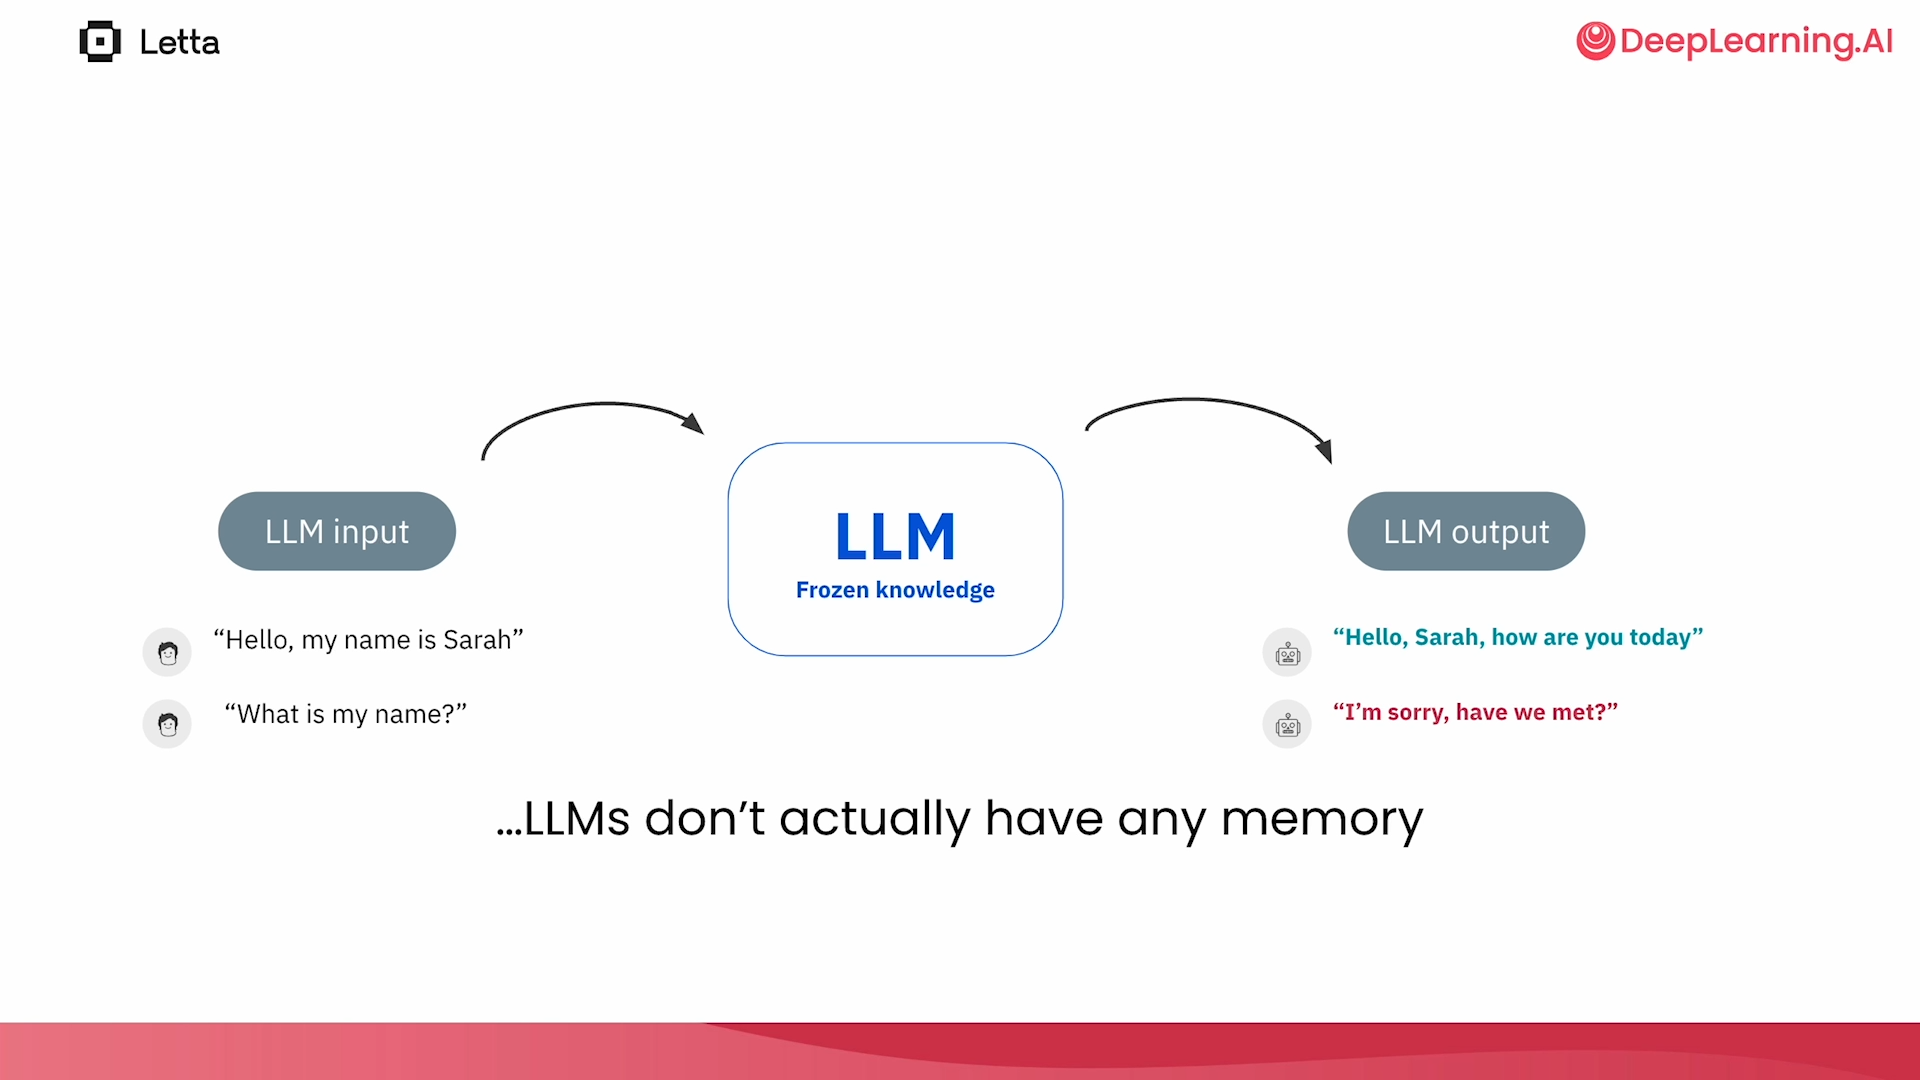 Letta
DeepLearning.AI
LLM input
LLM
Frozen knowledge
LLM output
“Hello, my name is Sarah”
“Hello, Sarah, how are you today”
“What is my name?”
“I’m sorry, have we met?”
...LLMs don’t actually have any memory